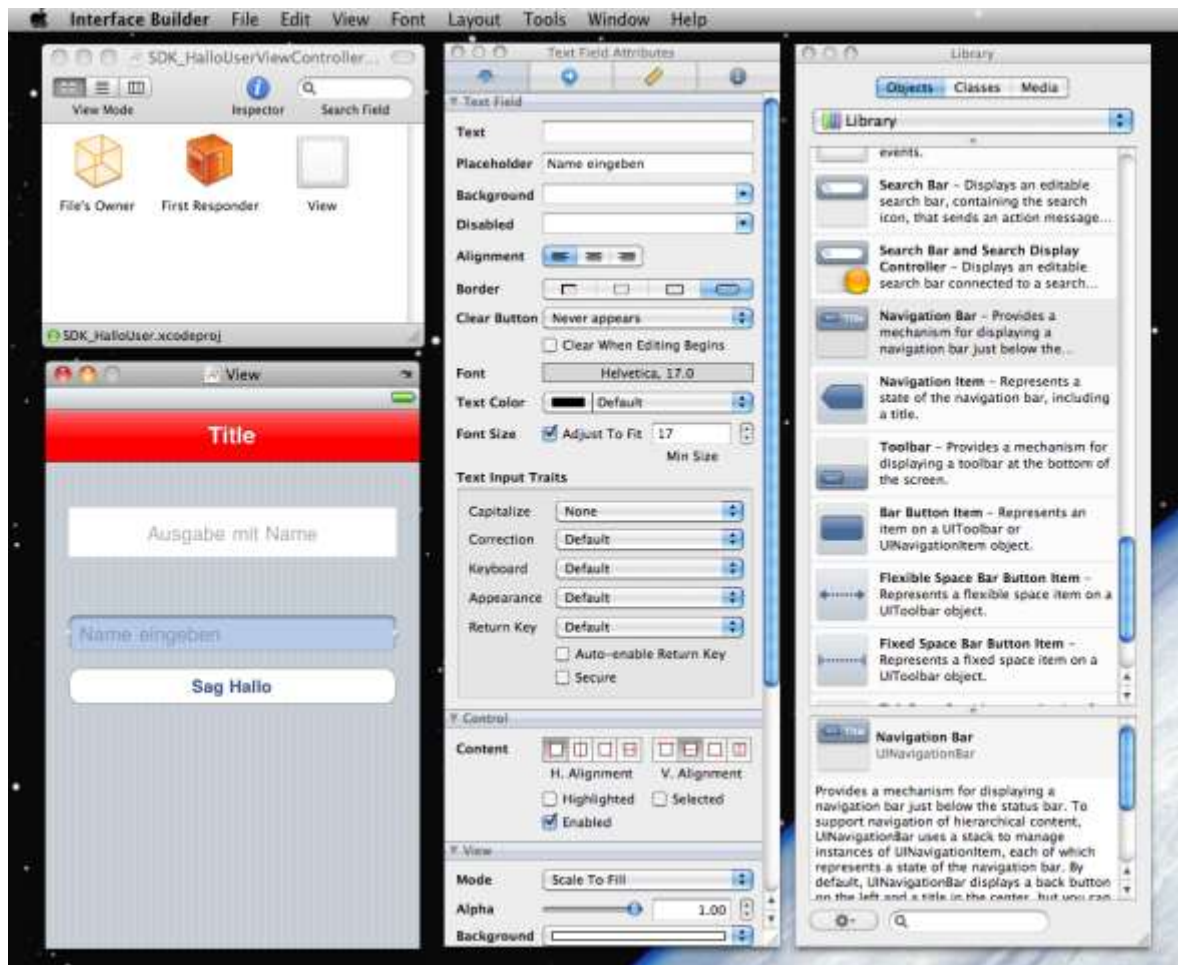 Interface Builder File Edit View Font Layout Tools Window Help
SDK_HalloUserViewController...
View Mode Inspector Search Field
File's Owner First Responder View
SDK_HalloUser.xcodeproj
View
Title
Ausgabe mit Name
Name eingeben
Sag Hallo
Text Field Attributes
Text Field
Text
Placeholder Name eingeben
Background
Disabled
Alignment
Border
Clear Button Never appears
Clear When Editing Begins
Font Helvetica, 17.0
Text Color Default
Font Size Adjust To Fit 17
Min Size
Text Input Traits
Capitalize None
Correction Default
Keyboard Default
Appearance Default
Return Key Default
Auto-enable Return Key
Secure
Control
Content
H. Alignment V. Alignment
Highlighted Selected
Enabled
View
Mode Scale To Fill
Alpha 1.00
Background
Library
Objects Classes Media
Library
events.
Search Bar – Displays an editable
search bar, containing the search
icon, that sends an action message...
Search Bar and Search Display
Controller – Displays an editable
search bar connected to a search...
Title
Navigation Bar – Provides a
mechanism for displaying a
navigation bar just below the...
Navigation Item – Represents a
state of the navigation bar, including
a title.
Toolbar – Provides a mechanism for
displaying a toolbar at the bottom of
the screen.
Bar Button Item – Represents an
item on a UIToolbar or
UINavigationItem object.
Flexible Space Bar Button Item –
Represents a flexible space item on a
UIToolbar object.
Fixed Space Bar Button Item –
Represents a fixed space item on a
UIToolbar object.
Title
Navigation Bar
UINavigationBar
Provides a mechanism for displaying a
navigation bar just below the status bar. To
support navigation of hierarchical content,
UINavigationBar uses a stack to manage
instances of UINavigationItem, each of which
represents a state of the navigation bar. By
default, UINavigationBar displays a back button
on the left and a title in the center, but you can